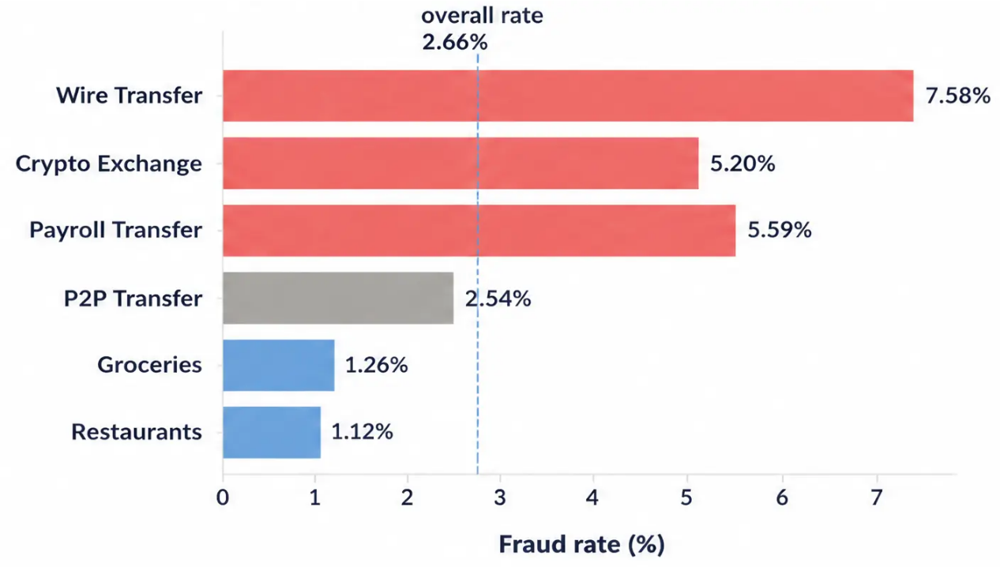 overall rate
2.66%
Wire Transfer 7.58%
Crypto Exchange 5.20%
Payroll Transfer 5.59%
P2P Transfer 2.54%
Groceries 1.26%
Restaurants 1.12%
0 1 2 3 4 5 6 7
Fraud rate (%)